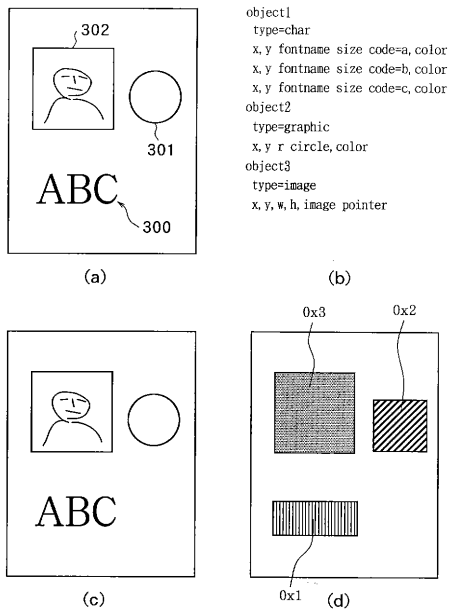 302
301
ABC
300
(a)
object1
type=char
x,y fontname size code=a,color
x,y fontname size code=b,color
x,y fontname size code=c,color
object2
type=graphic
x,y r circle,color
object3
type=image
x,y,w,h,image pointer
(b)
ABC
(c)
0x3
0x2
0x1
(d)